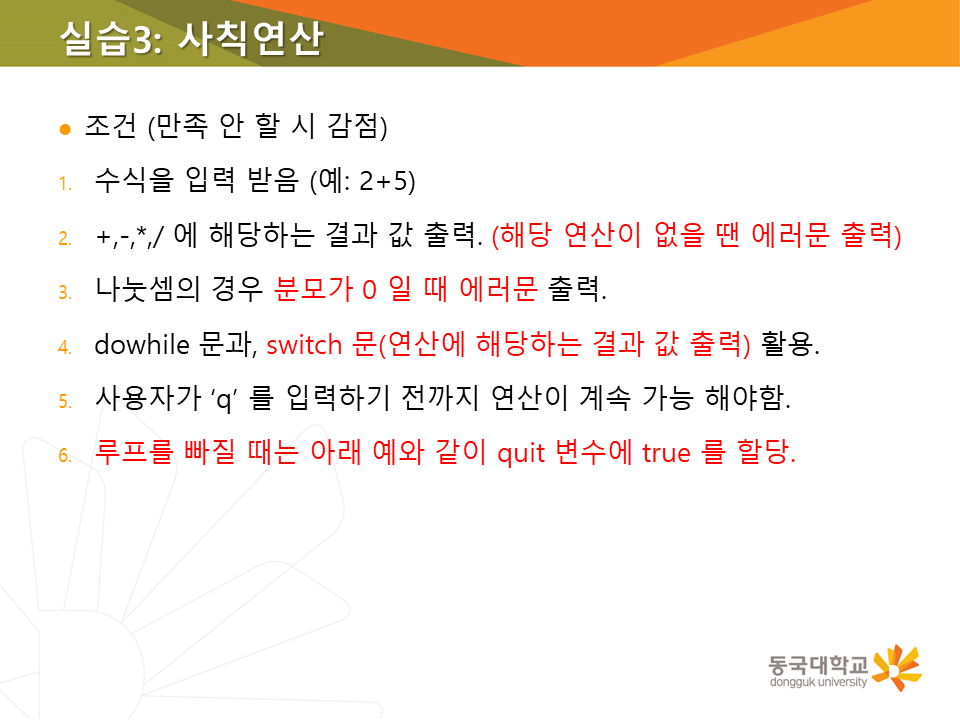 실습3: 사칙연산
● 조건 (만족 안 할 시 감점)
1. 수식을 입력 받음 (예: 2+5)
2. +,-,*,/ 에 해당하는 결과 값 출력. (해당 연산이 없을 땐 에러문 출력)
3. 나눗셈의 경우 분모가 0 일 때 에러문 출력.
4. dowhile 문과, switch 문(연산에 해당하는 결과 값 출력) 활용.
5. 사용자가 ‘q’ 를 입력하기 전까지 연산이 계속 가능 해야함.
6. 루프를 빠질 때는 아래 예와 같이 quit 변수에 true 를 할당.
동국대학교
dongguk university